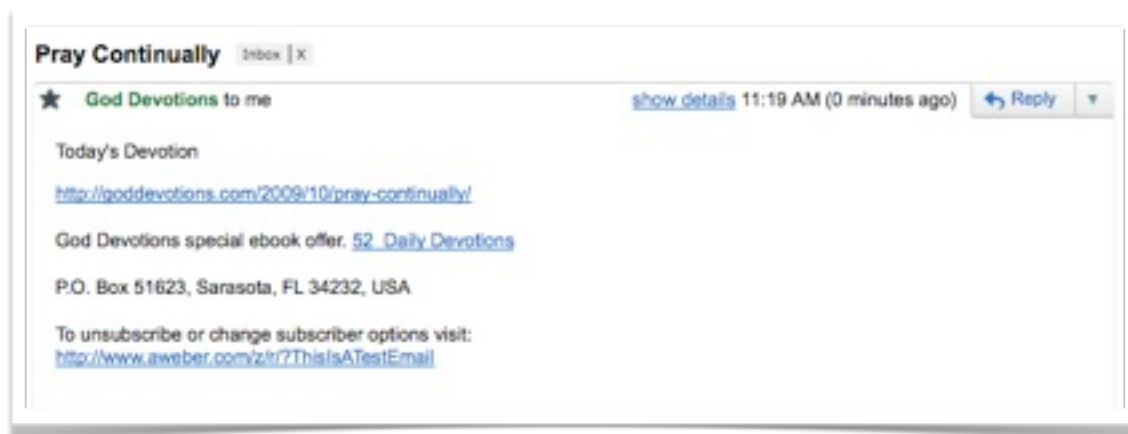 Pray Continually Inbox | X
God Devotions to me show details 11:19 AM (0 minutes ago) Reply
Today's Devotion
http://goddevotions.com/2009/10/pray-continually/
God Devotions special ebook offer. 52 Daily Devotions
P.O. Box 51623, Sarasota, FL 34232, USA
To unsubscribe or change subscriber options visit:
http://www.aweber.com/z/r/?ThisIsATestEmail